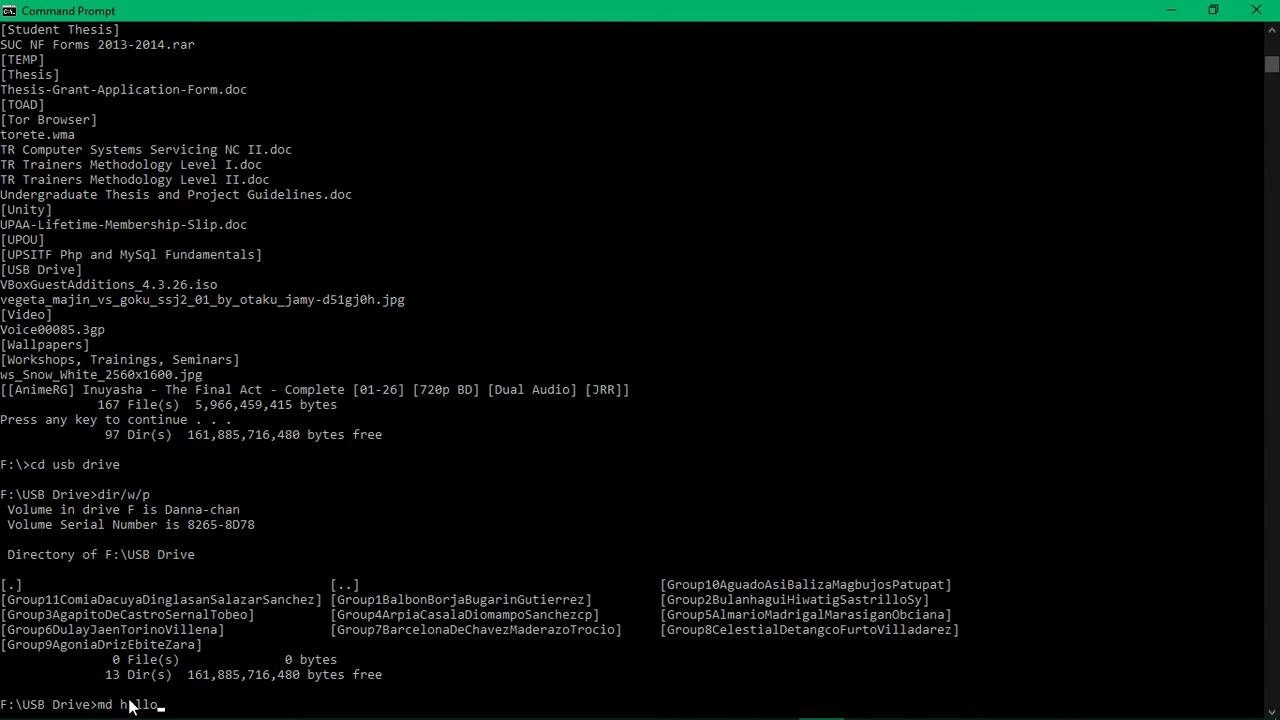 Command Prompt
[Student Thesis]
SUC NF Forms 2013-2014.rar
[TEMP]
[Thesis]
Thesis-Grant-Application-Form.doc
[TOAD]
[Tor Browser]
torete.wma
TR Computer Systems Servicing NC II.doc
TR Trainers Methodology Level I.doc
TR Trainers Methodology Level II.doc
Undergraduate Thesis and Project Guidelines.doc
[Unity]
UPAA-Lifetime-Membership-Slip.doc
[UPOU]
[UPSITF Php and MySql Fundamentals]
[USB Drive]
VBoxGuestAdditions_4.3.26.iso
vegeta_majin_vs_goku_ssj2_01_by_otaku_jamy-d51gj0h.jpg
[Video]
Voice00085.3gp
[Wallpapers]
[Workshops, Trainings, Seminars]
ws_Snow_White_2560x1600.jpg
[[AnimeRG] Inuyasha - The Final Act - Complete [01-26] [720p BD] [Dual Audio] [JRR]]
167 File(s) 5,966,459,415 bytes
Press any key to continue . . .
97 Dir(s) 161,885,716,480 bytes free
F:\>cd usb drive
F:\USB Drive>dir/w/p
Volume in drive F is Danna-chan
Volume Serial Number is 8265-8D78
Directory of F:\USB Drive
[.] [..] [Group10AguadoAsiBalizaMagbujosPatupat]
[Group11ComiaDacuyaDinglasanSalazarSanchez] [Group1BalbonBorjaBugarinGutierrez] [Group2BulanhaguiHiwatigSastrilloSy]
[Group3AgapitoDeCastroSernalTobeo] [Group4ArpiaCasalaDiomampoSanchezcp] [Group5AlmarioMadrigalMarasiganObciana]
[Group6DulayJaenTorinoVillena] [Group7BarcelonaDeChavezMaderazoTrocio] [Group8CelestialDetangcoFurtoVilladarez]
[Group9AgoniaDrizEbiteZara]
0 File(s) 0 bytes
13 Dir(s) 161,885,716,480 bytes free
F:\USB Drive>md hello_